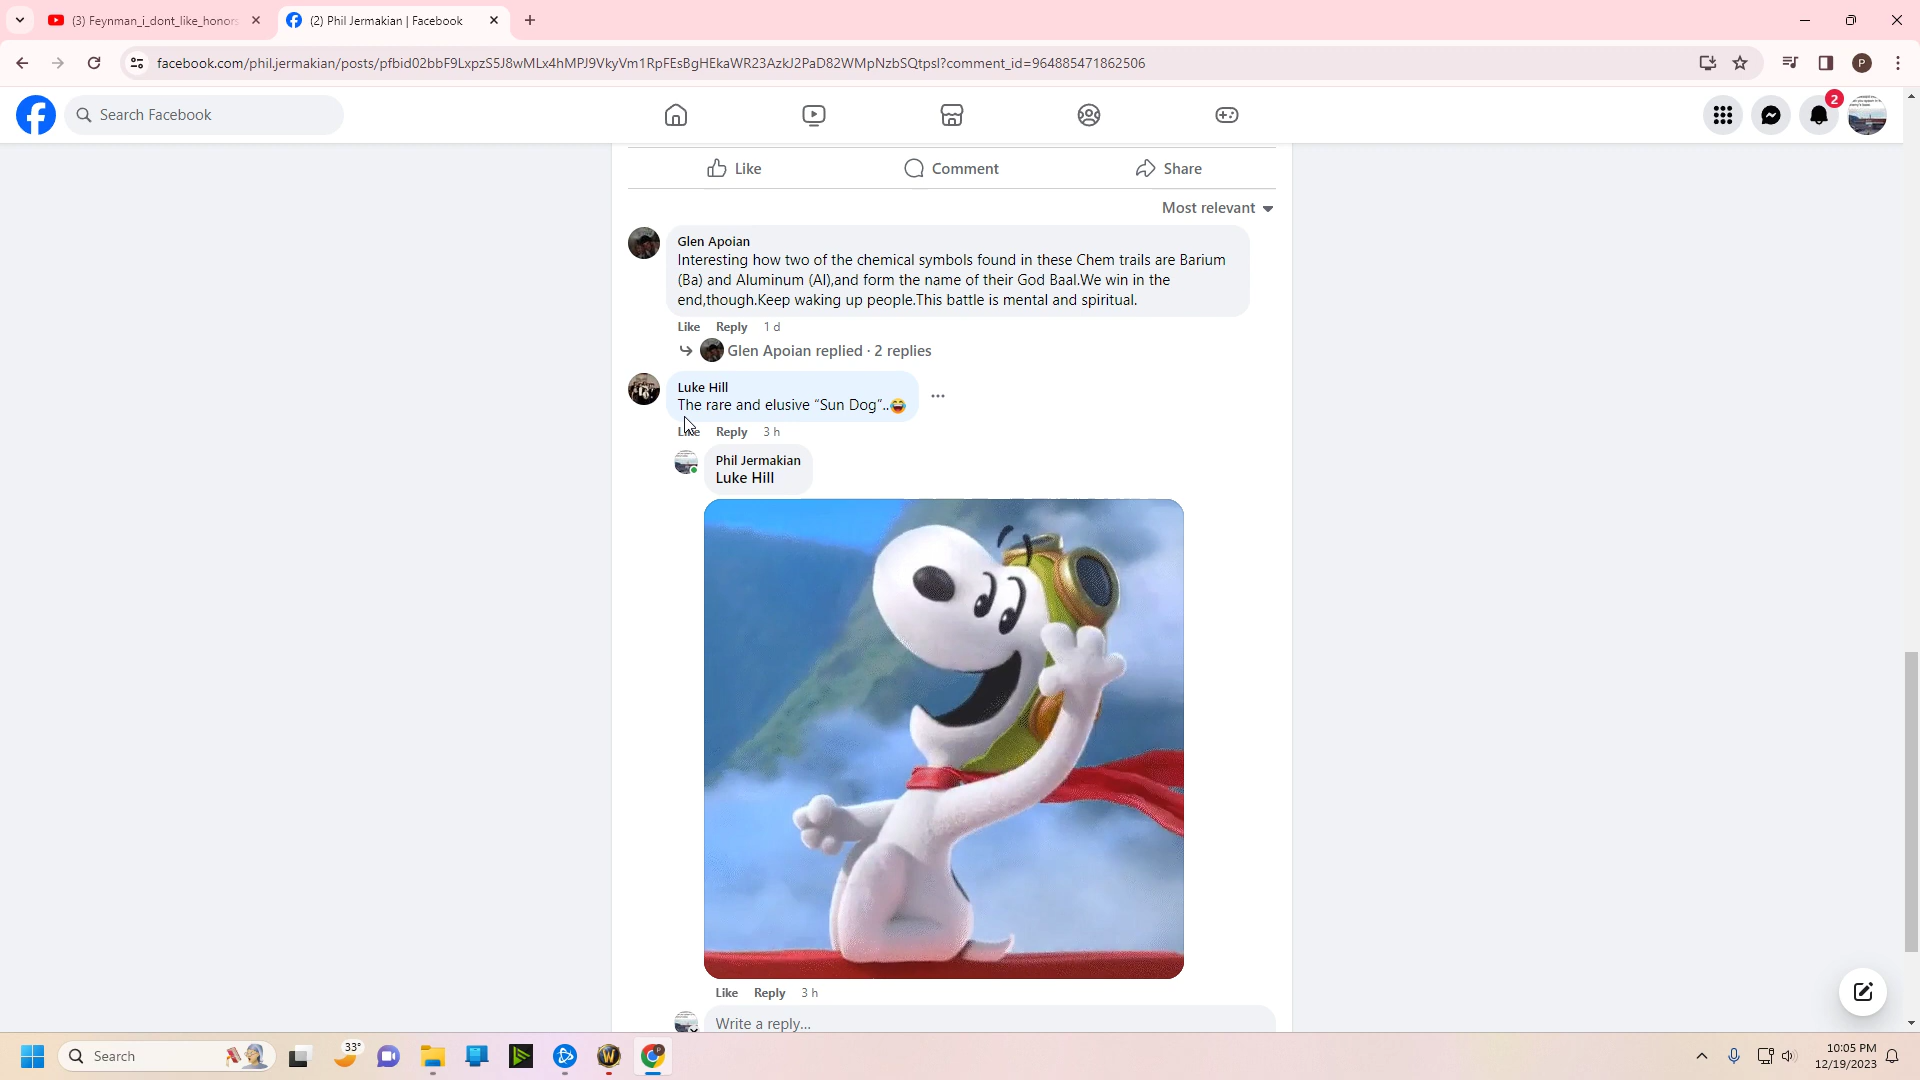 (3) Feynman_i_dont_like_honors
(2) Phil Jermakian | Facebook
facebook.com/phil.jermakian/posts/pfbid02bbF9LxpzS5J8wMLx4hMPJ9VkyVm1RpFEsBgHEkaWR23AzkJ2PaD82WMpNzbSQtpsl?comment_id=964885471862506
P
Search Facebook
2
Like
Comment
Share
Most relevant
Glen Apoian
Interesting how two of the chemical symbols found in these Chem trails are Barium
(Ba) and Aluminum (Al),and form the name of their God Baal.We win in the
end,though.Keep waking up people.This battle is mental and spiritual.
Like Reply 1 d
Glen Apoian replied · 2 replies
Luke Hill
The rare and elusive “Sun Dog”..😂
Like Reply 3 h
Phil Jermakian
Luke Hill
Like Reply 3 h
Write a reply...
Search
33°
10:05 PM
12/19/2023